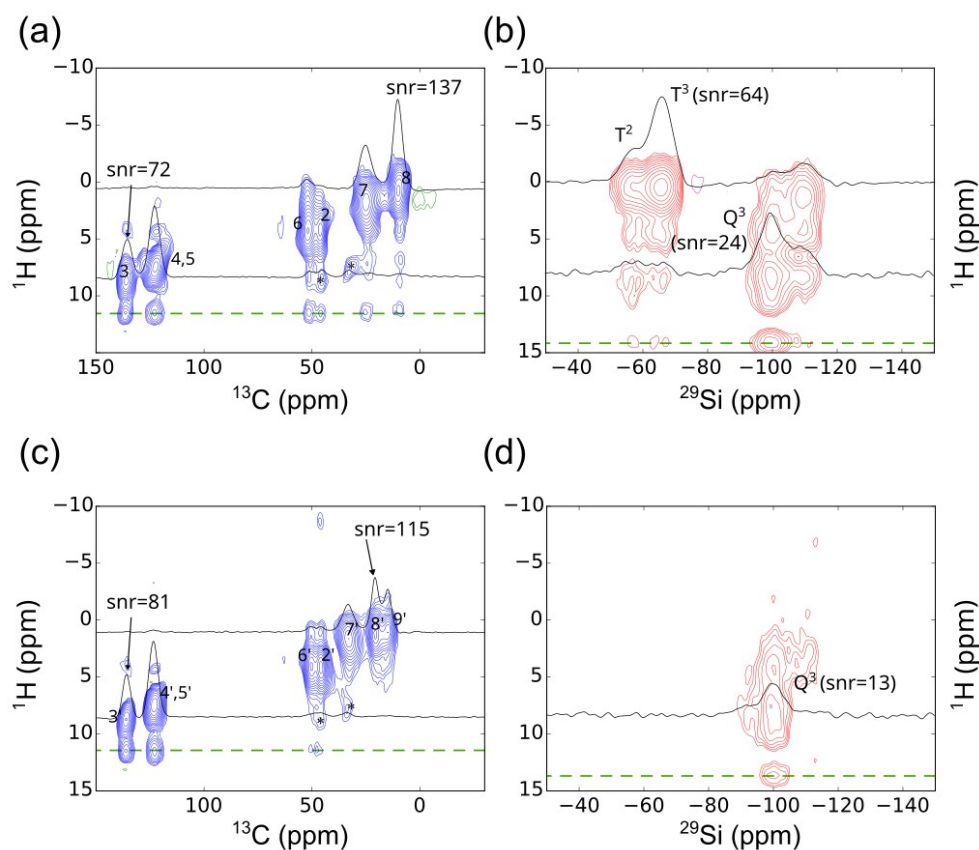 (a)
−10
−5
0
5
10
15
¹H (ppm)
snr=137
snr=72
3
4,5
6
2
7
8
*
*
150
100
50
0
¹³C (ppm)
(b)
T³ (snr=64)
T²
Q³
(snr=24)
−10
−5
0
5
10
15
¹H (ppm)
−40
−60
−80
−100
−120
−140
²⁹Si (ppm)
(c)
−10
−5
0
5
10
15
¹H (ppm)
snr=115
snr=81
3'
4',5'
6'
2'
7'
8'
9'
*
*
100
50
0
¹³C (ppm)
(d)
Q³ (snr=13)
−10
−5
0
5
10
15
¹H (ppm)
−40
−60
−80
−100
−120
−140
²⁹Si (ppm)